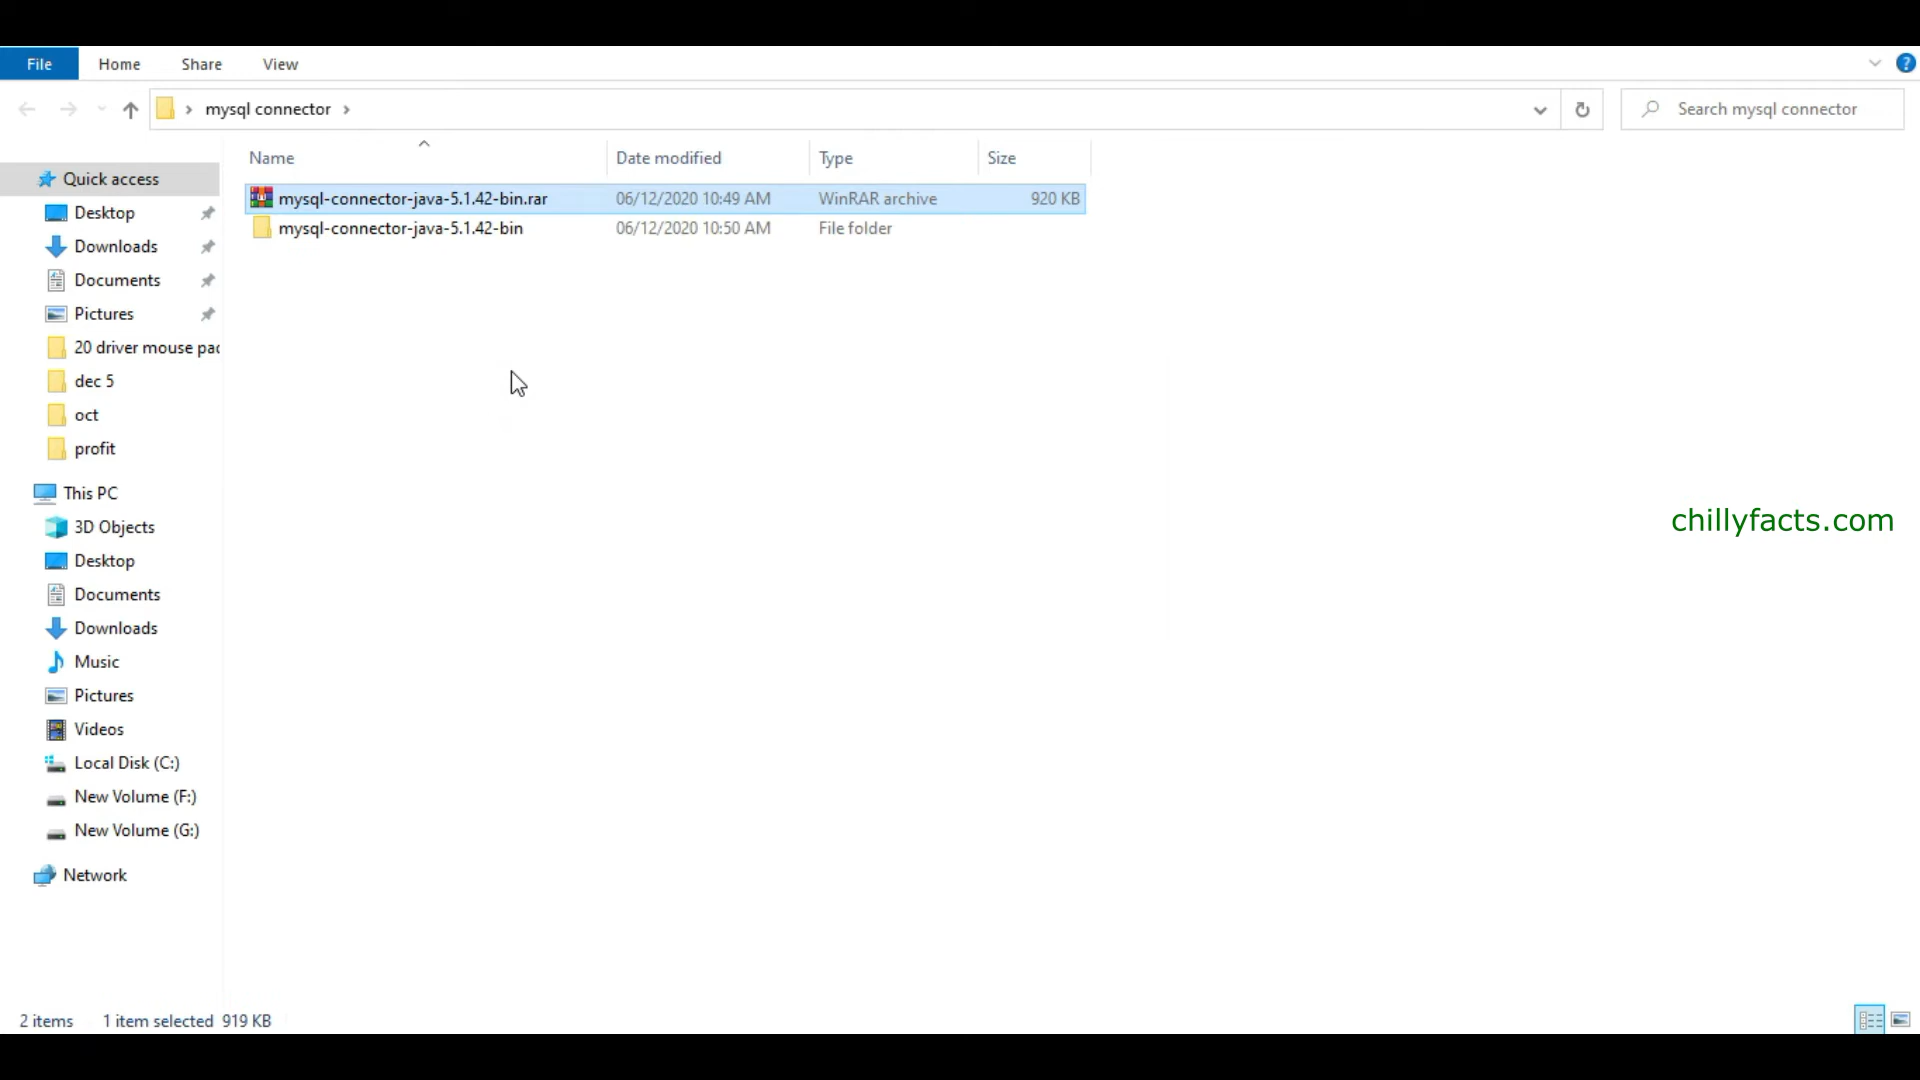 File Home Share View
mysql connector
Search mysql connector
Name Date modified Type Size
mysql-connector-java-5.1.42-bin.rar 06/12/2020 10:49 AM WinRAR archive 920 KB
mysql-connector-java-5.1.42-bin 06/12/2020 10:50 AM File folder
Quick access
Desktop
Downloads
Documents
Pictures
20 driver mouse pac
dec 5
oct
profit
This PC
3D Objects
Desktop
Documents
Downloads
Music
Pictures
Videos
Local Disk (C:)
New Volume (F:)
New Volume (G:)
Network
chillyfacts.com
2 items 1 item selected 919 KB